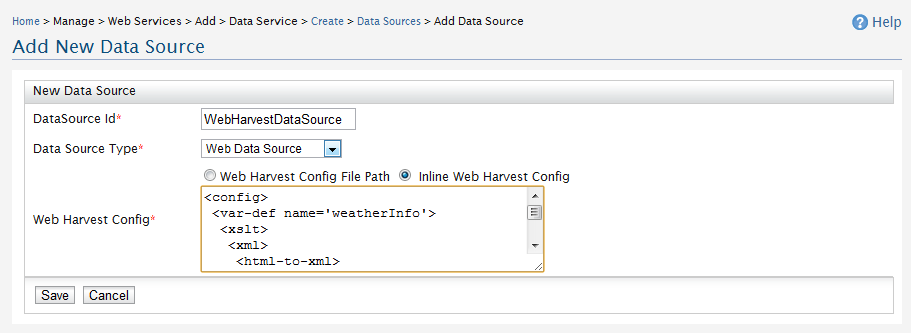 Home > Manage > Web Services > Add > Data Service > Create > Data Sources > Add Data Source
Help
Add New Data Source
New Data Source
DataSource Id* WebHarvestDataSource
Data Source Type* Web Data Source
Web Harvest Config File Path Inline Web Harvest Config
Web Harvest Config*
<config>
<var-def name='weatherInfo'>
<xslt>
<xml>
<html-to-xml>
Save Cancel